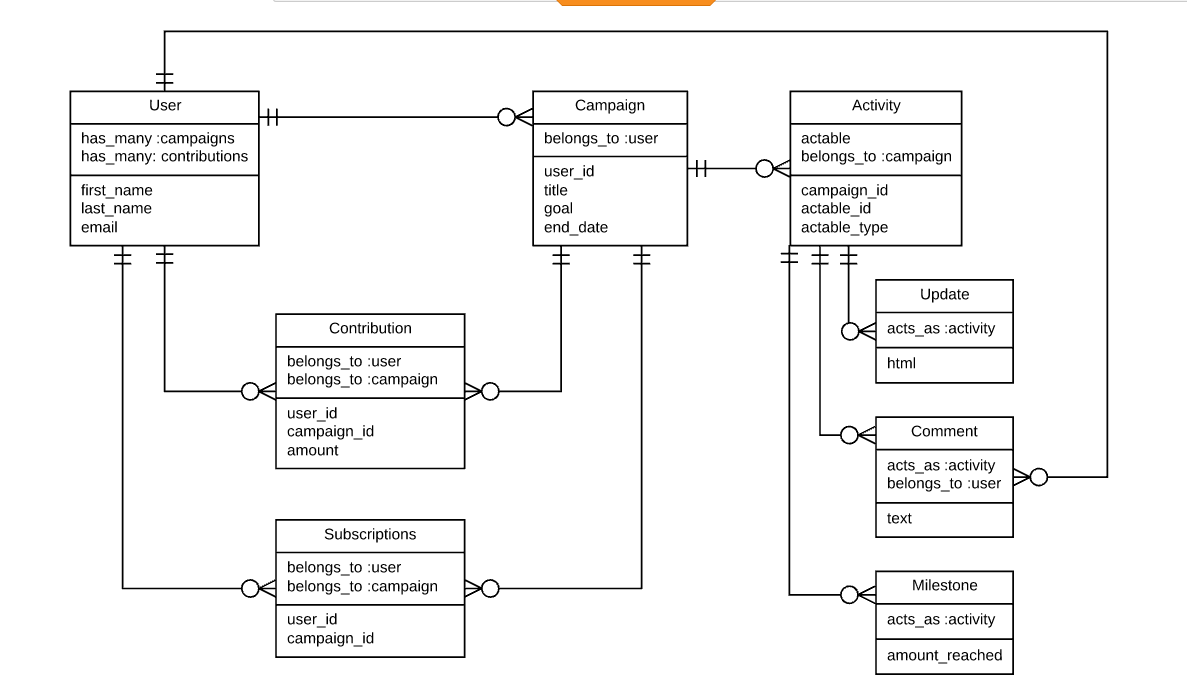 User
has_many :campaigns
has_many: contributions
first_name
last_name
email
Campaign
belongs_to :user
user_id
title
goal
end_date
Activity
actable
belongs_to :campaign
campaign_id
actable_id
actable_type
Update
acts_as :activity
html
Contribution
belongs_to :user
belongs_to :campaign
user_id
campaign_id
amount
Comment
acts_as :activity
belongs_to :user
text
Subscriptions
belongs_to :user
belongs_to :campaign
user_id
campaign_id
Milestone
acts_as :activity
amount_reached